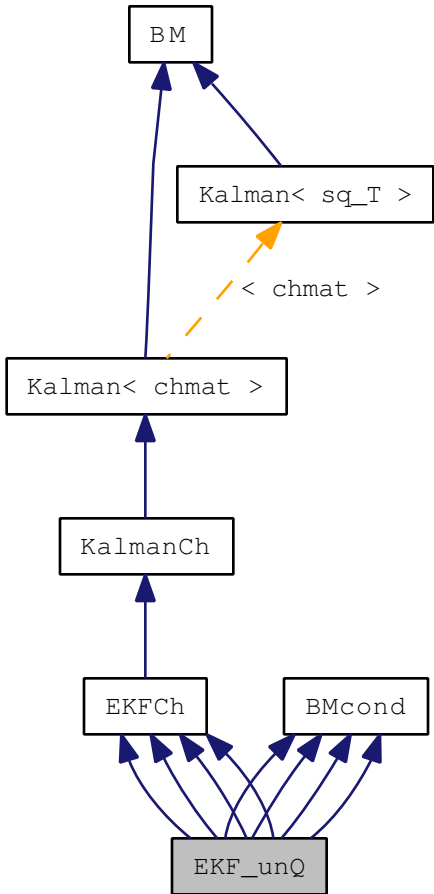 BM
Kalman< sq_T >
< chmat >
Kalman< chmat >
KalmanCh
EKFCh
BMcond
EKF_unQ